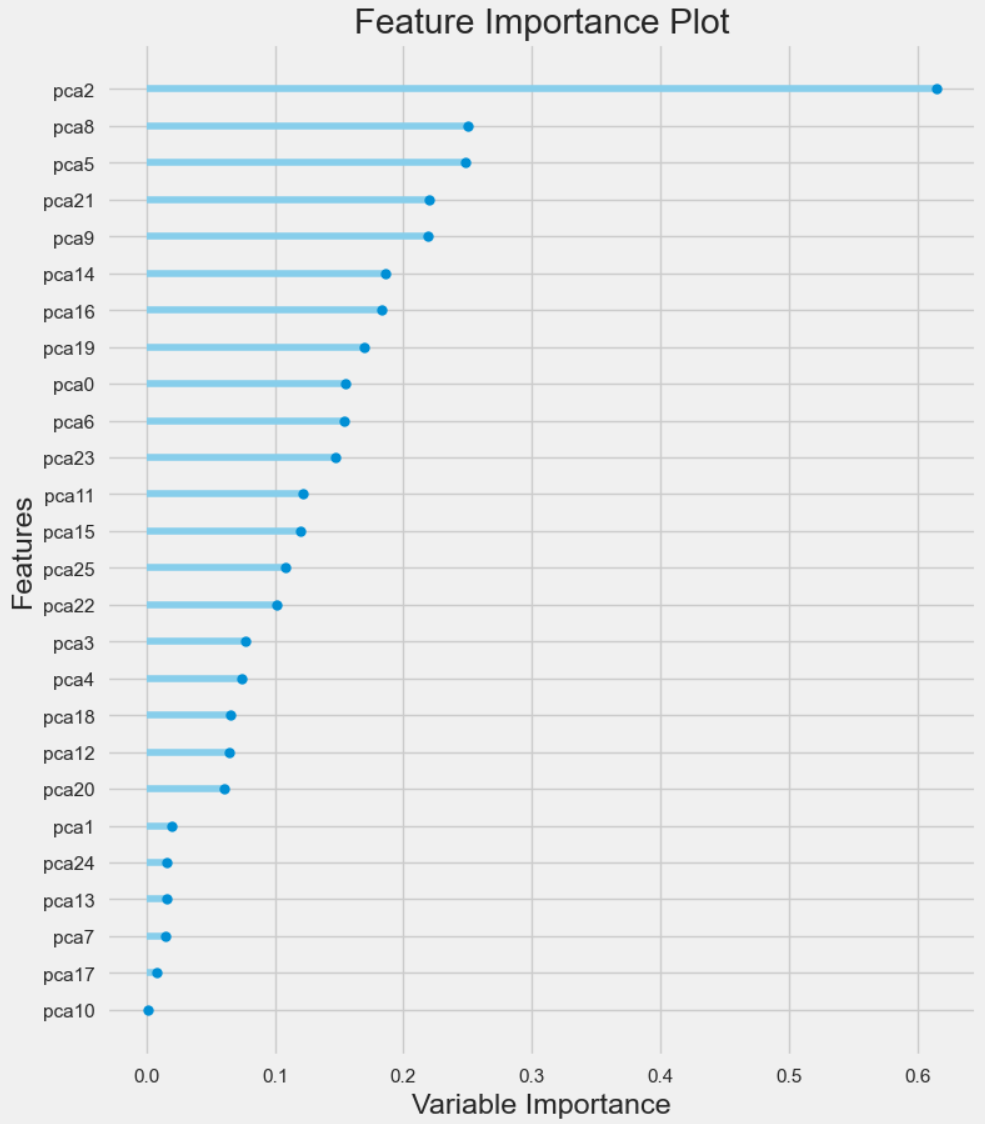 Feature Importance Plot
Features
pca2
pca8
pca5
pca21
pca9
pca14
pca16
pca19
pca0
pca6
pca23
pca11
pca15
pca25
pca22
pca3
pca4
pca18
pca12
pca20
pca1
pca24
pca13
pca7
pca17
pca10
0.0 0.1 0.2 0.3 0.4 0.5 0.6
Variable Importance